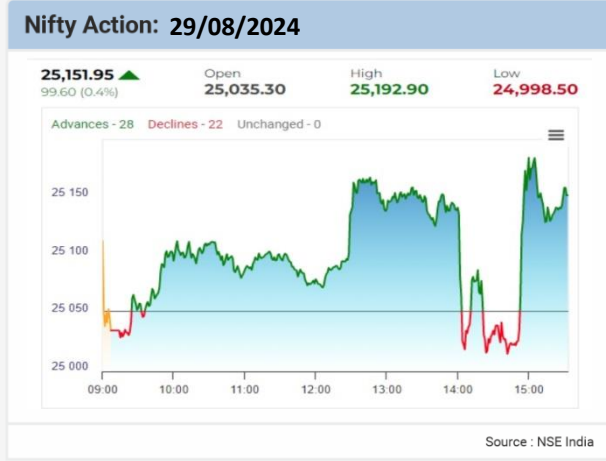 Nifty Action: 29/08/2024
25,151.95
99.60 (0.4%)
Open
25,035.30
High
25,192.90
Low
24,998.50
Advances - 28 Declines - 22 Unchanged - 0
25 150
25 100
25 050
25 000
09:00 10:00 11:00 12:00 13:00 14:00 15:00
Source : NSE India